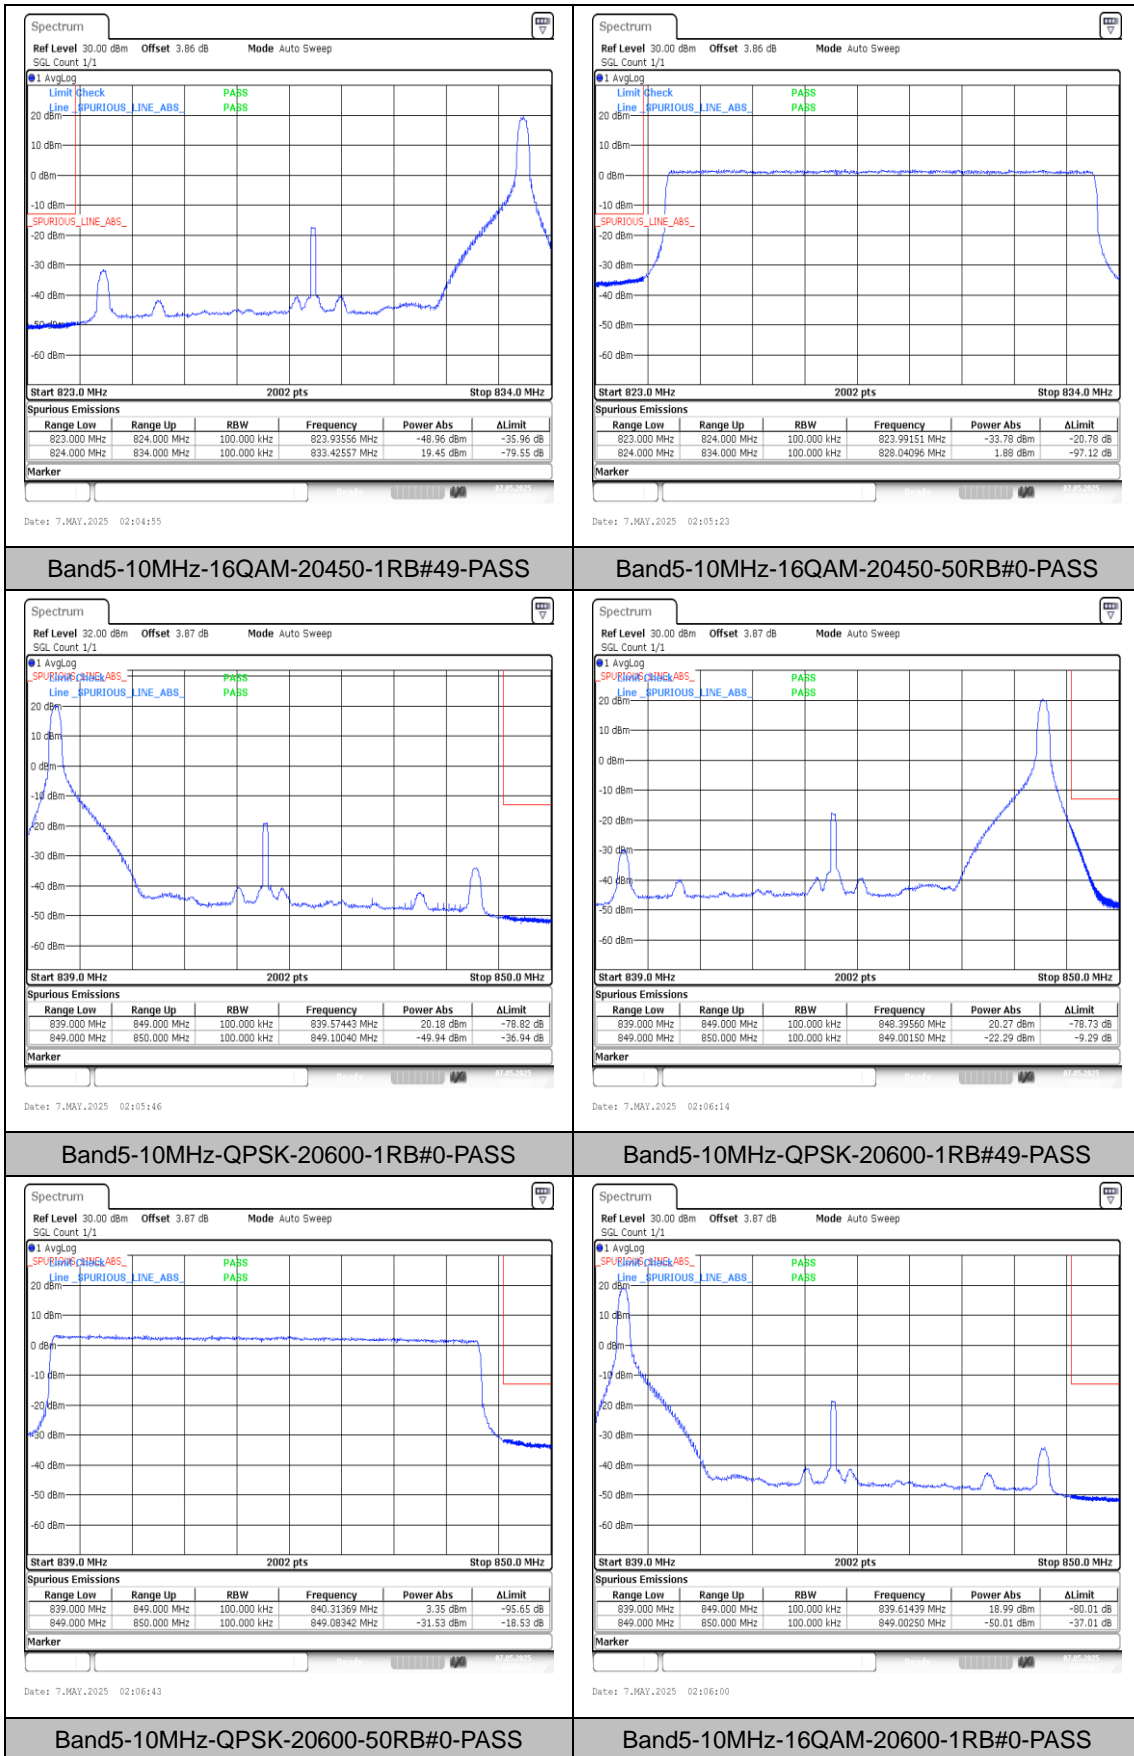 Spectrum
Ref Level 30.00 dBm Offset 3.86 dB Mode Auto Sweep
SGL Count 1/1
1 AvgLog
Limit Check PASS
Line _SPURIOUS_LINE_ABS_ PASS
20 dBm
10 dBm
0 dBm
-10 dBm
_SPURIOUS_LINE_ABS_
-20 dBm
-30 dBm
-40 dBm
-50 dBm
-60 dBm
Start 823.0 MHz 2002 pts Stop 834.0 MHz
Spurious Emissions
Range Low Range Up RBW Frequency Power Abs ΔLimit
823.000 MHz 824.000 MHz 100.000 kHz 823.93556 MHz -48.96 dBm -35.96 dB
824.000 MHz 834.000 MHz 100.000 kHz 833.42557 MHz 19.45 dBm -79.55 dB
Marker
07.05.2025
Date: 7.MAY.2025 02:04:55
Spectrum
Ref Level 30.00 dBm Offset 3.86 dB Mode Auto Sweep
SGL Count 1/1
1 AvgLog
Limit Check PASS
Line _SPURIOUS_LINE_ABS_ PASS
20 dBm
10 dBm
0 dBm
-10 dBm
_SPURIOUS_LINE_ABS_
-20 dBm
-30 dBm
-40 dBm
-50 dBm
-60 dBm
Start 823.0 MHz 2002 pts Stop 834.0 MHz
Spurious Emissions
Range Low Range Up RBW Frequency Power Abs ΔLimit
823.000 MHz 824.000 MHz 100.000 kHz 823.99151 MHz -33.78 dBm -20.78 dB
824.000 MHz 834.000 MHz 100.000 kHz 828.04096 MHz 1.88 dBm -97.12 dB
Marker
07.05.2025
Date: 7.MAY.2025 02:05:23
Band5-10MHz-16QAM-20450-1RB#49-PASS
Band5-10MHz-16QAM-20450-50RB#0-PASS
Spectrum
Ref Level 32.00 dBm Offset 3.87 dB Mode Auto Sweep
SGL Count 1/1
1 AvgLog
_SPURIOUS_LINE_ABS_
Limit Check PASS
Line _SPURIOUS_LINE_ABS_ PASS
20 dBm
10 dBm
0 dBm
-10 dBm
-20 dBm
-30 dBm
-40 dBm
-50 dBm
-60 dBm
Start 839.0 MHz 2002 pts Stop 850.0 MHz
Spurious Emissions
Range Low Range Up RBW Frequency Power Abs ΔLimit
839.000 MHz 849.000 MHz 100.000 kHz 839.57443 MHz 20.18 dBm -78.82 dB
849.000 MHz 850.000 MHz 100.000 kHz 849.10040 MHz -49.94 dBm -36.94 dB
Marker
07.05.2025
Date: 7.MAY.2025 02:05:46
Spectrum
Ref Level 30.00 dBm Offset 3.87 dB Mode Auto Sweep
SGL Count 1/1
1 AvgLog
_SPURIOUS_LINE_ABS_
Limit Check PASS
Line _SPURIOUS_LINE_ABS_ PASS
20 dBm
10 dBm
0 dBm
-10 dBm
-20 dBm
-30 dBm
-40 dBm
-50 dBm
-60 dBm
Start 839.0 MHz 2002 pts Stop 850.0 MHz
Spurious Emissions
Range Low Range Up RBW Frequency Power Abs ΔLimit
839.000 MHz 849.000 MHz 100.000 kHz 848.39560 MHz 20.27 dBm -78.73 dB
849.000 MHz 850.000 MHz 100.000 kHz 849.00150 MHz -22.29 dBm -9.29 dB
Marker
07.05.2025
Date: 7.MAY.2025 02:06:14
Band5-10MHz-QPSK-20600-1RB#0-PASS
Band5-10MHz-QPSK-20600-1RB#49-PASS
Spectrum
Ref Level 30.00 dBm Offset 3.87 dB Mode Auto Sweep
SGL Count 1/1
1 AvgLog
_SPURIOUS_LINE_ABS_
Limit Check PASS
Line _SPURIOUS_LINE_ABS_ PASS
20 dBm
10 dBm
0 dBm
-10 dBm
-20 dBm
-30 dBm
-40 dBm
-50 dBm
-60 dBm
Start 839.0 MHz 2002 pts Stop 850.0 MHz
Spurious Emissions
Range Low Range Up RBW Frequency Power Abs ΔLimit
839.000 MHz 849.000 MHz 100.000 kHz 840.31369 MHz 3.35 dBm -95.65 dB
849.000 MHz 850.000 MHz 100.000 kHz 849.08342 MHz -31.53 dBm -18.53 dB
Marker
07.05.2025
Date: 7.MAY.2025 02:06:43
Spectrum
Ref Level 30.00 dBm Offset 3.87 dB Mode Auto Sweep
SGL Count 1/1
1 AvgLog
_SPURIOUS_LINE_ABS_
Limit Check PASS
Line _SPURIOUS_LINE_ABS_ PASS
20 dBm
10 dBm
0 dBm
-10 dBm
-20 dBm
-30 dBm
-40 dBm
-50 dBm
-60 dBm
Start 839.0 MHz 2002 pts Stop 850.0 MHz
Spurious Emissions
Range Low Range Up RBW Frequency Power Abs ΔLimit
839.000 MHz 849.000 MHz 100.000 kHz 839.61439 MHz 18.99 dBm -80.01 dB
849.000 MHz 850.000 MHz 100.000 kHz 849.00250 MHz -50.01 dBm -37.01 dB
Marker
07.05.2025
Date: 7.MAY.2025 02:06:00
Band5-10MHz-QPSK-20600-50RB#0-PASS
Band5-10MHz-16QAM-20600-1RB#0-PASS